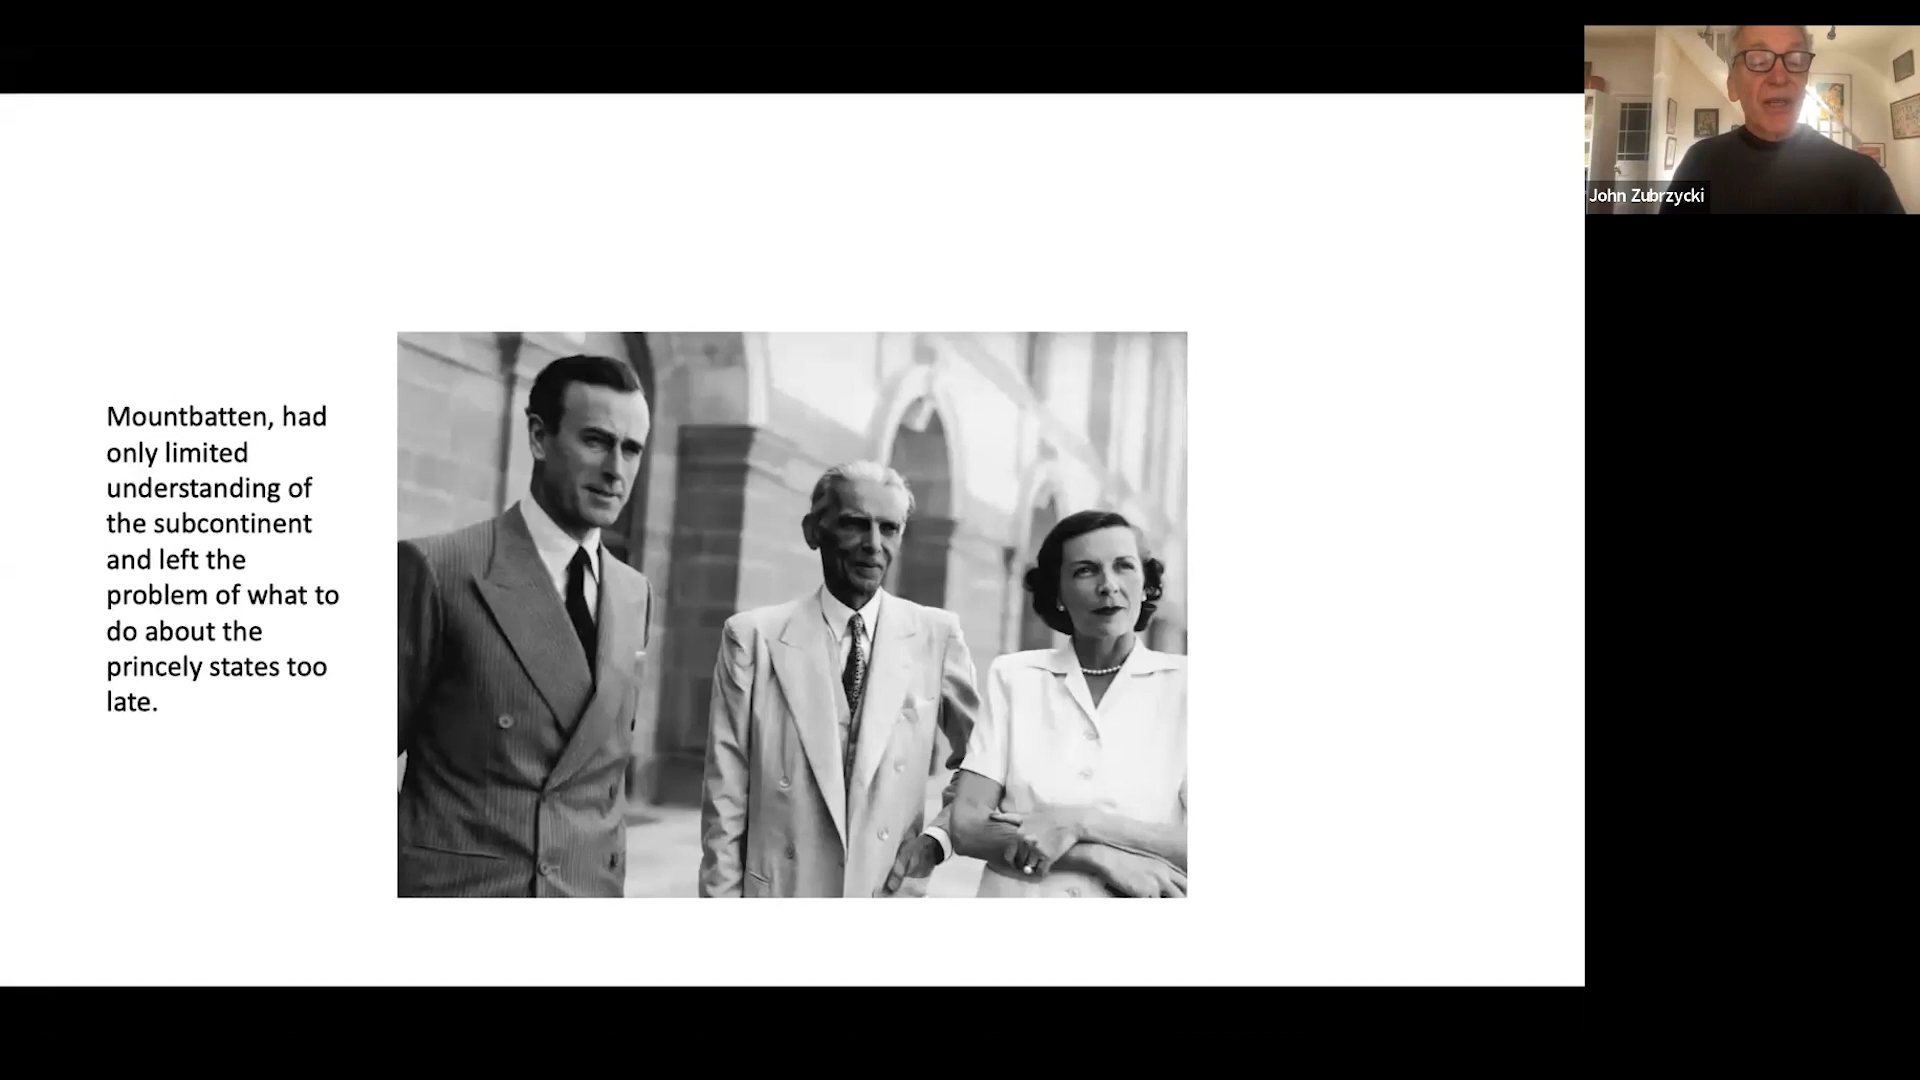 Mountbatten, had
only limited
understanding of
the subcontinent
and left the
problem of what to
do about the
princely states too
late.
John Zubrzycki